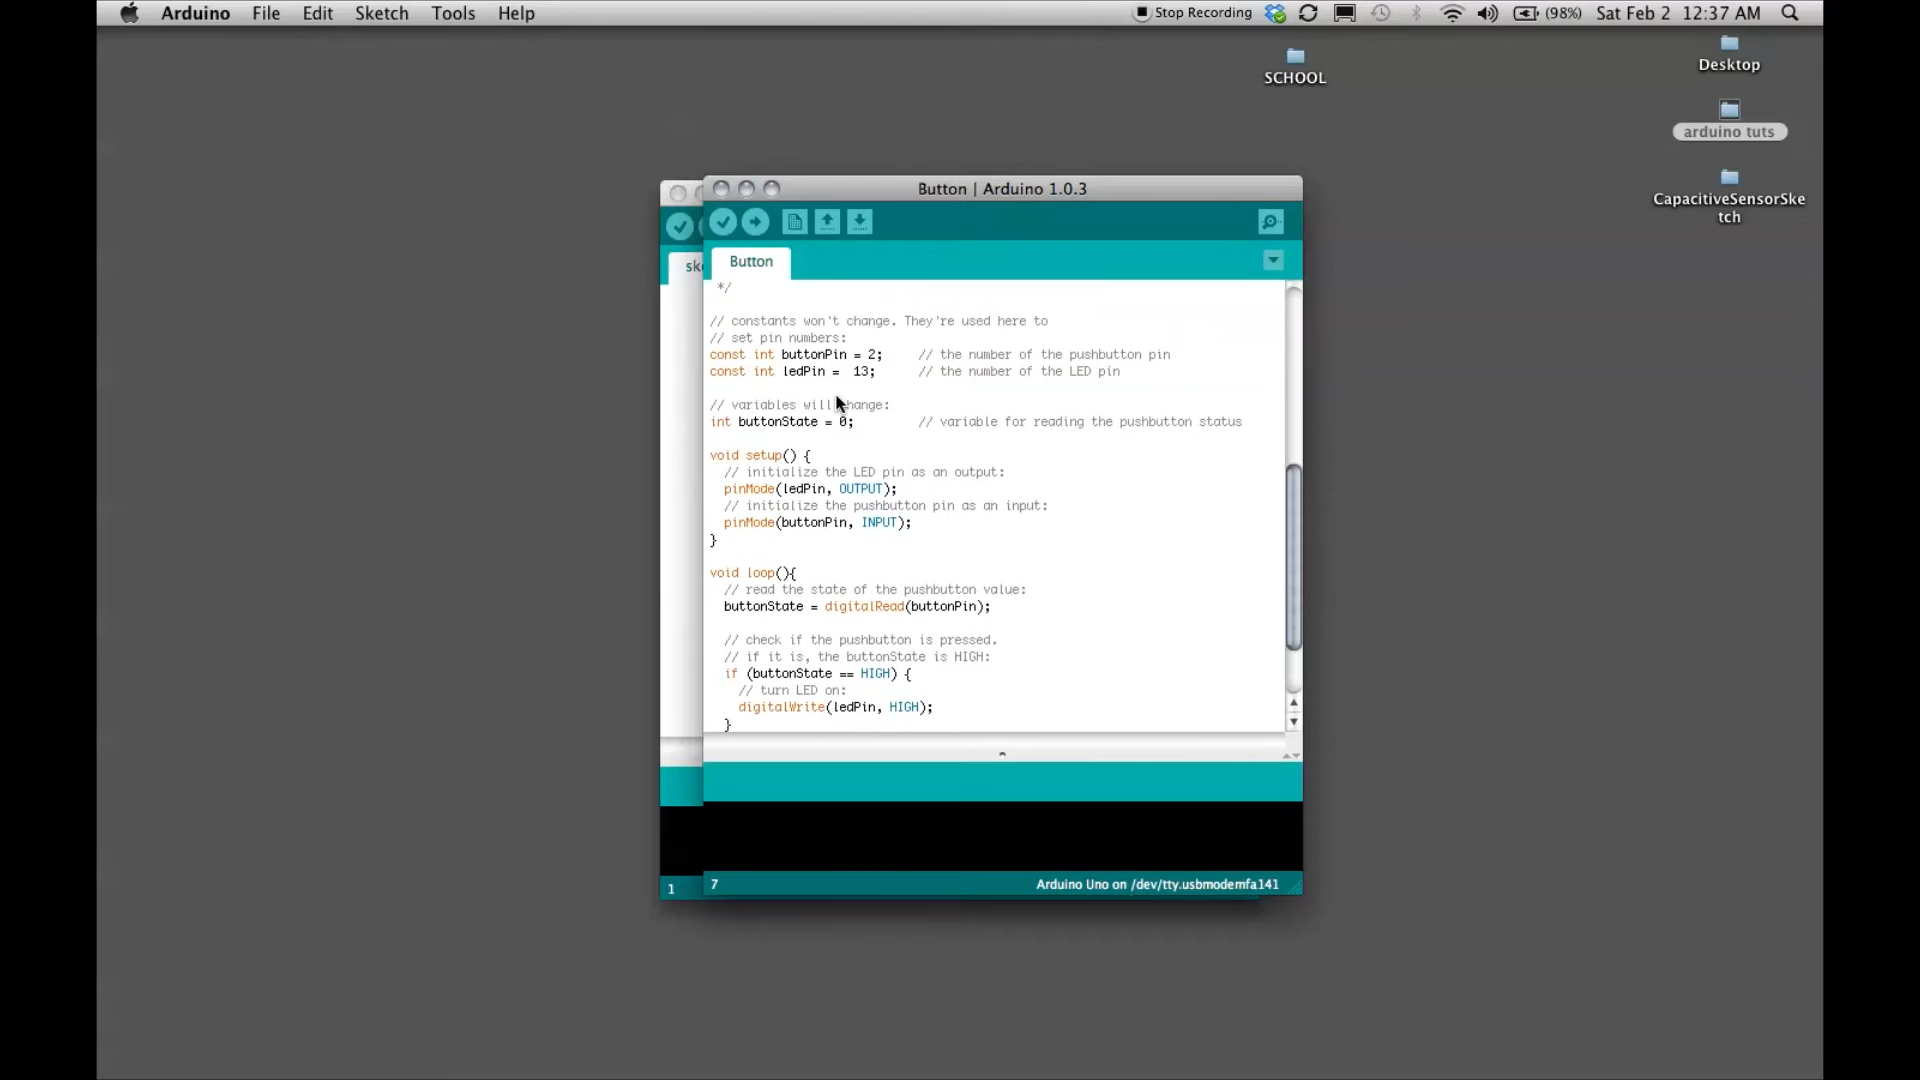 Arduino File Edit Sketch Tools Help Stop Recording (98%) Sat Feb 2 12:37 AM
SCHOOL
Desktop
arduino tuts
CapacitiveSensorSke
tch
Button | Arduino 1.0.3
Button
*/
// constants won't change. They're used here to
// set pin numbers:
const int buttonPin = 2;     // the number of the pushbutton pin
const int ledPin =  13;      // the number of the LED pin
// variables will change:
int buttonState = 0;         // variable for reading the pushbutton status
void setup() {
  // initialize the LED pin as an output:
  pinMode(ledPin, OUTPUT);
  // initialize the pushbutton pin as an input:
  pinMode(buttonPin, INPUT);
}
void loop(){
  // read the state of the pushbutton value:
  buttonState = digitalRead(buttonPin);
  // check if the pushbutton is pressed.
  // if it is, the buttonState is HIGH:
  if (buttonState == HIGH) {
    // turn LED on:
    digitalWrite(ledPin, HIGH);
  }
7
Arduino Uno on /dev/tty.usbmodemfa141
1